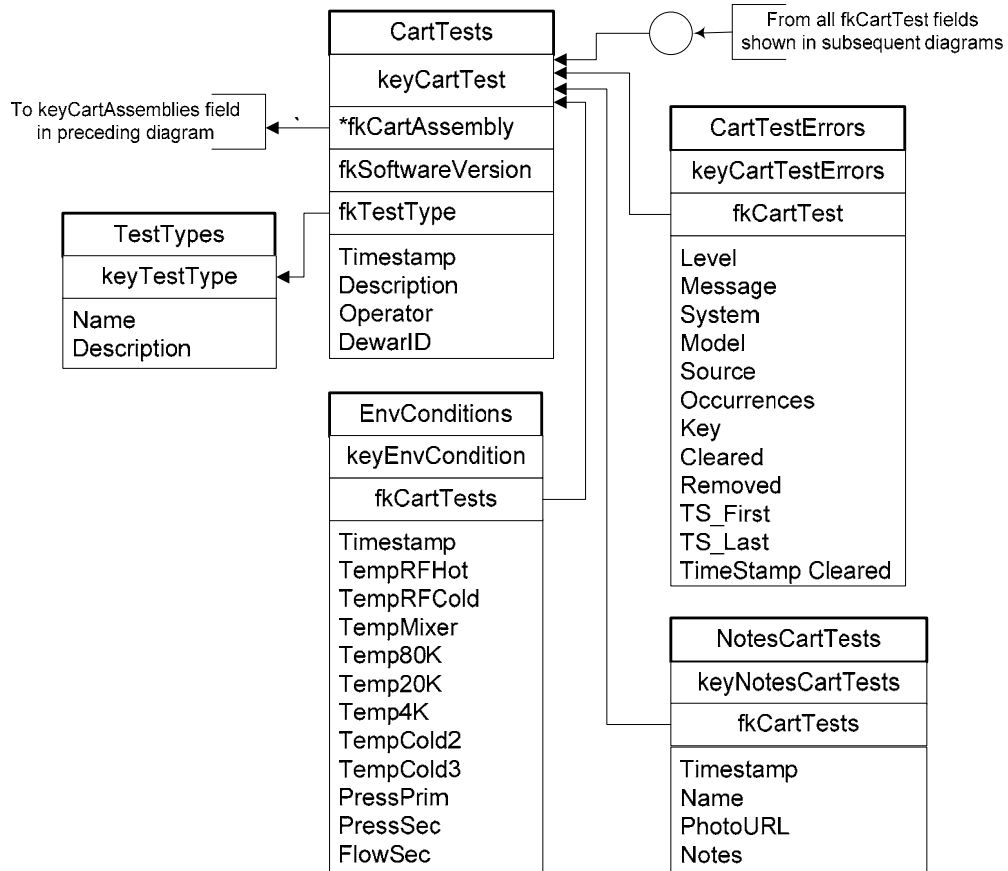 CartTests
keyCartTest
*fkCartAssembly
fkSoftwareVersion
fkTestType
Timestamp
Description
Operator
DewarID
From all fkCartTest fields
shown in subsequent diagrams
To keyCartAssemblies field
in preceding diagram
TestTypes
keyTestType
Name
Description
CartTestErrors
keyCartTestErrors
fkCartTest
Level
Message
System
Model
Source
Occurrences
Key
Cleared
Removed
TS_First
TS_Last
TimeStamp Cleared
EnvConditions
keyEnvCondition
fkCartTests
Timestamp
TempRFHot
TempRFCold
TempMixer
Temp80K
Temp20K
Temp4K
TempCold2
TempCold3
PressPrim
PressSec
FlowSec
NotesCartTests
keyNotesCartTests
fkCartTests
Timestamp
Name
PhotoURL
Notes